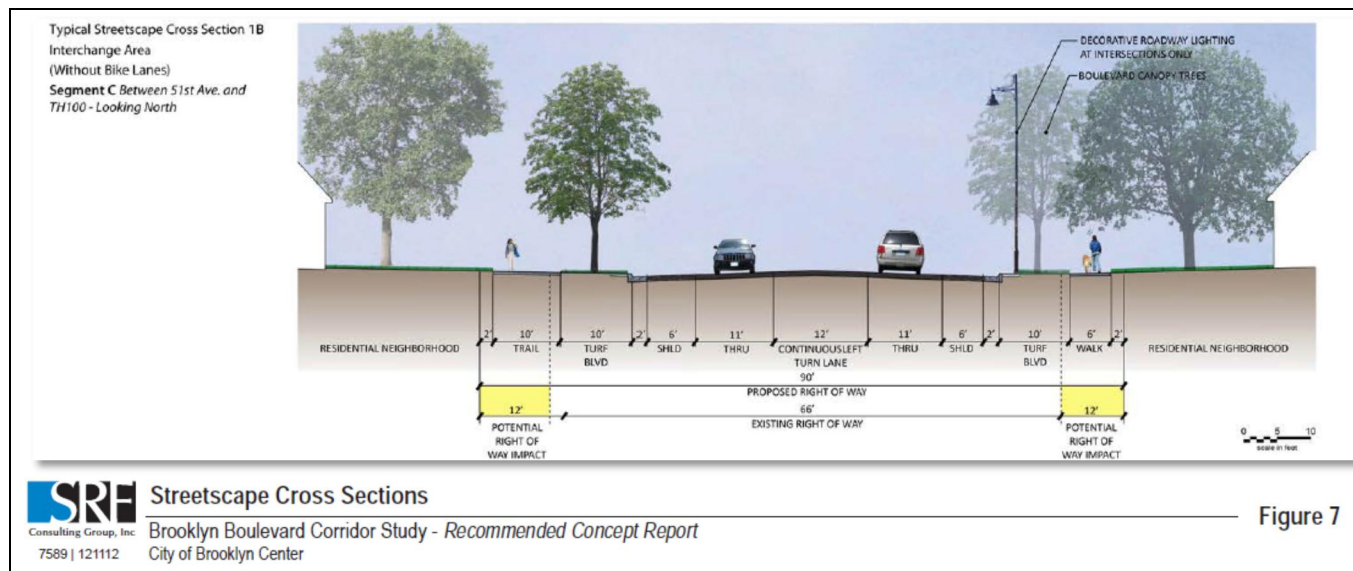 Typical Streetscape Cross Section 1B
Interchange Area
(Without Bike Lanes)
Segment C Between 51st Ave. and
TH100 - Looking North
DECORATIVE ROADWAY LIGHTING
AT INTERSECTIONS ONLY
BOULEVARD CANOPY TREES
2' 10' 10' 2' 6' 11' 12' 11' 6' 2' 10' 6' 2'
RESIDENTIAL NEIGHBORHOOD TRAIL TURF SHLD THRU CONTINUOUSLEFT THRU SHLD TURF WALK RESIDENTIAL NEIGHBORHOOD
BLVD TURN LANE BLVD
90'
PROPOSED RIGHT OF WAY
12' 66' 12'
EXISTING RIGHT OF WAY
POTENTIAL
RIGHT OF
WAY IMPACT
POTENTIAL
RIGHT OF
WAY IMPACT
0 5 10
scale in feet
SRF
Consulting Group, Inc
7589 | 121112
Streetscape Cross Sections
Brooklyn Boulevard Corridor Study - Recommended Concept Report
City of Brooklyn Center
Figure 7